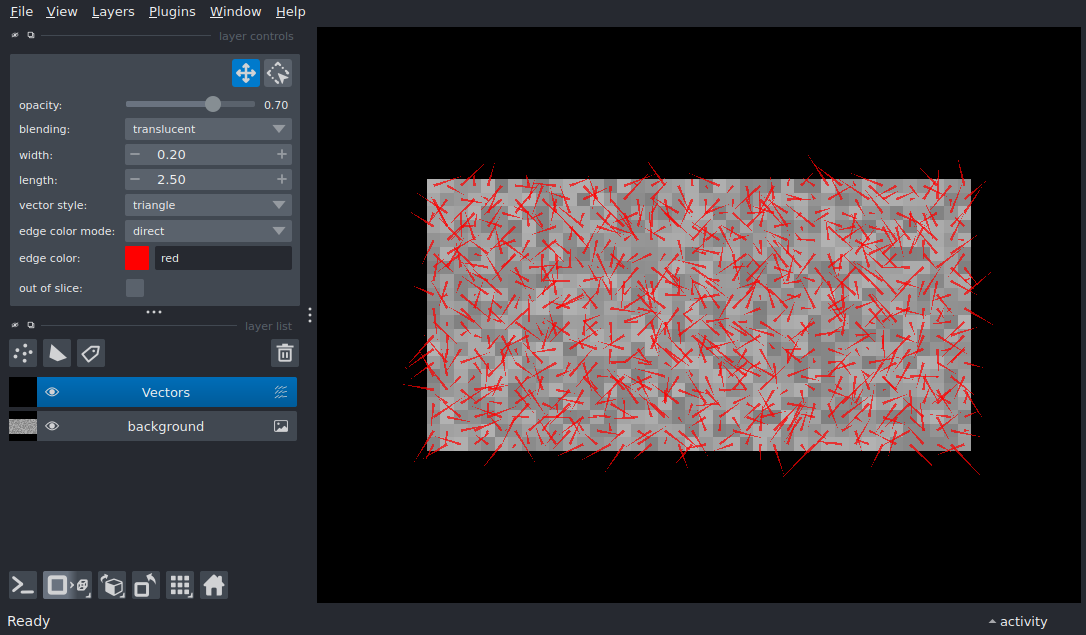 File View Layers Plugins Window Help
layer controls
opacity: 0.70
blending: translucent
width: 0.20
length: 2.50
vector style: triangle
edge color mode: direct
edge color: red
out of slice:
layer list
Vectors
background
Ready
activity